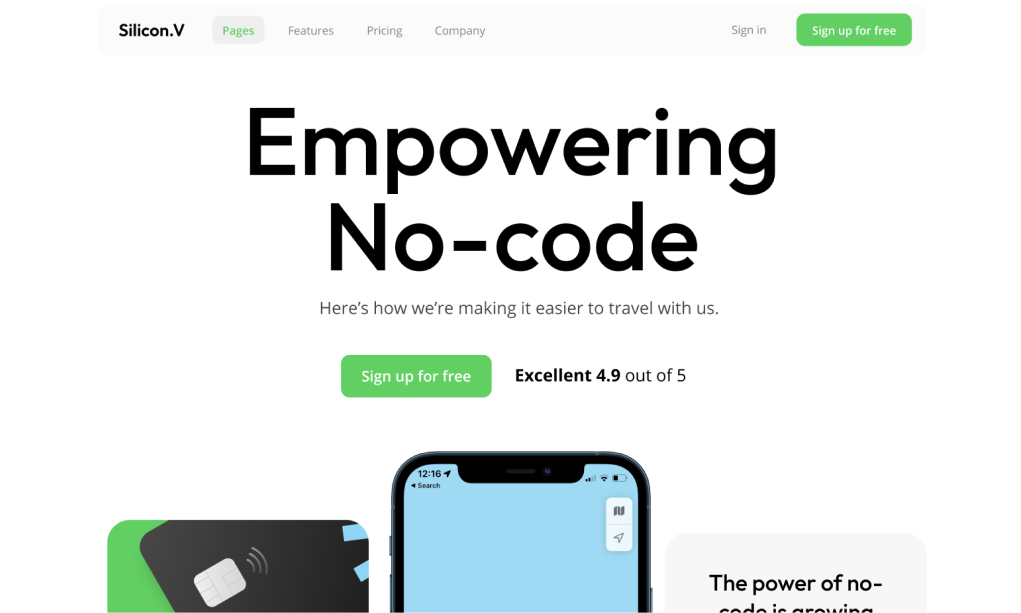 Silicon.V Pages Features Pricing Company Sign in Sign up for free
Empowering
No-code
Here’s how we’re making it easier to travel with us.
Sign up for free Excellent 4.9 out of 5
12:16
Search
The power of no-
code is growing